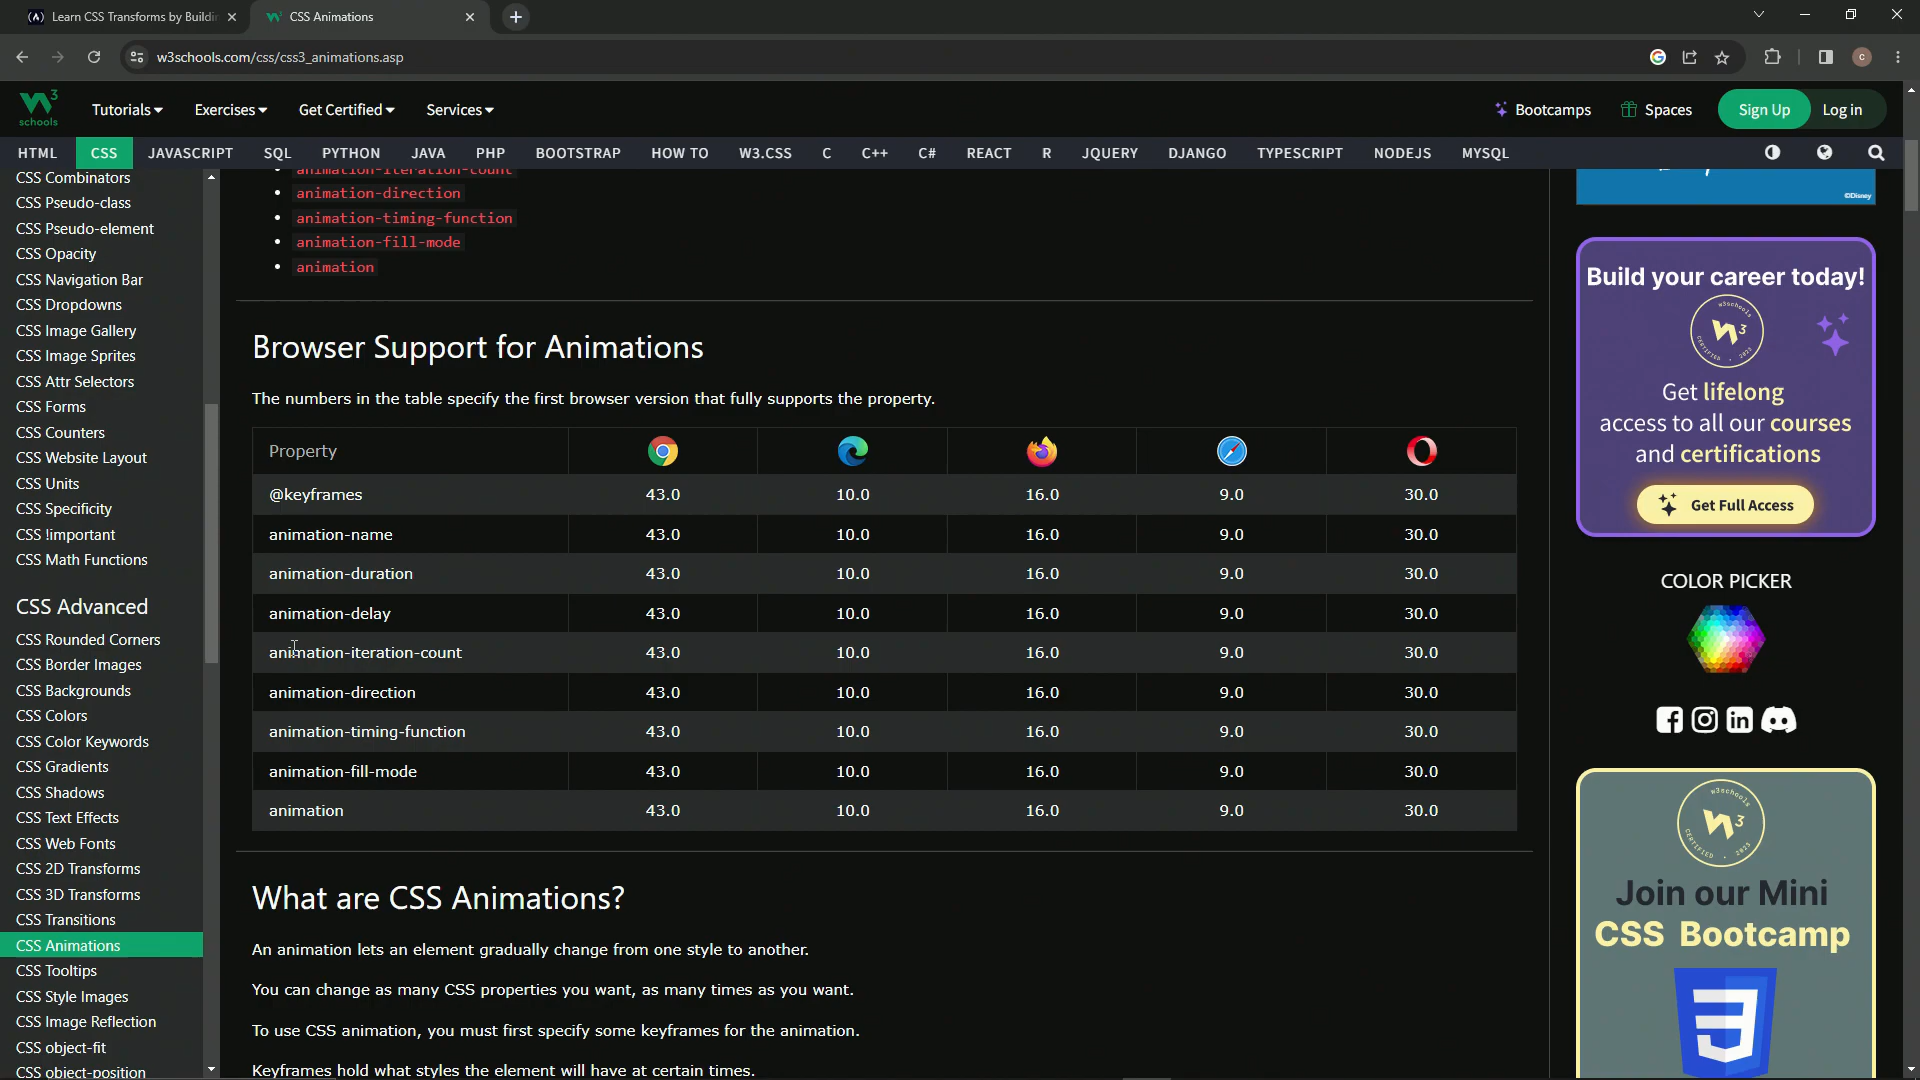 Learn CSS Transforms by Buildin
CSS Animations
w3schools.com/css/css3_animations.asp
C
W3 schools
Tutorials Exercises Get Certified Services Bootcamps Spaces Sign Up Log in
HTML CSS JAVASCRIPT SQL PYTHON JAVA PHP BOOTSTRAP HOW TO W3.CSS C C++ C# REACT R JQUERY DJANGO TYPESCRIPT NODEJS MYSQL
CSS Combinators
CSS Pseudo-class
CSS Pseudo-element
CSS Opacity
CSS Navigation Bar
CSS Dropdowns
CSS Image Gallery
CSS Image Sprites
CSS Attr Selectors
CSS Forms
CSS Counters
CSS Website Layout
CSS Units
CSS Specificity
CSS !important
CSS Math Functions
CSS Advanced
CSS Rounded Corners
CSS Border Images
CSS Backgrounds
CSS Colors
CSS Color Keywords
CSS Gradients
CSS Shadows
CSS Text Effects
CSS Web Fonts
CSS 2D Transforms
CSS 3D Transforms
CSS Transitions
CSS Animations
CSS Tooltips
CSS Style Images
CSS Image Reflection
CSS object-fit
CSS object-position
animation-iteration-count
animation-direction
animation-timing-function
animation-fill-mode
animation
Browser Support for Animations
The numbers in the table specify the first browser version that fully supports the property.
Property
@keyframes 43.0 10.0 16.0 9.0 30.0
animation-name 43.0 10.0 16.0 9.0 30.0
animation-duration 43.0 10.0 16.0 9.0 30.0
animation-delay 43.0 10.0 16.0 9.0 30.0
animation-iteration-count 43.0 10.0 16.0 9.0 30.0
animation-direction 43.0 10.0 16.0 9.0 30.0
animation-timing-function 43.0 10.0 16.0 9.0 30.0
animation-fill-mode 43.0 10.0 16.0 9.0 30.0
animation 43.0 10.0 16.0 9.0 30.0
What are CSS Animations?
An animation lets an element gradually change from one style to another.
You can change as many CSS properties you want, as many times as you want.
To use CSS animation, you must first specify some keyframes for the animation.
Keyframes hold what styles the element will have at certain times.
©Disney
Build your career today!
w3schools
W3
CERTIFIED . 2023
Get lifelong
access to all our courses
and certifications
Get Full Access
COLOR PICKER
w3schools
W3
CERTIFIED . 2023
Join our Mini
CSS Bootcamp
3